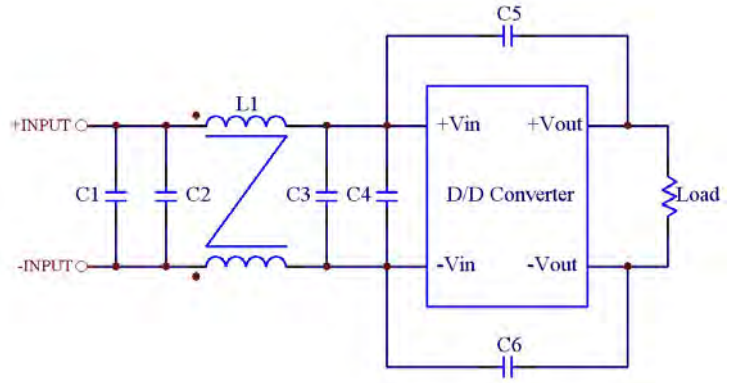 C5
L1
+INPUT
+Vin
+Vout
C1
C2
C3
C4
D/D Converter
Load
-INPUT
-Vin
-Vout
C6